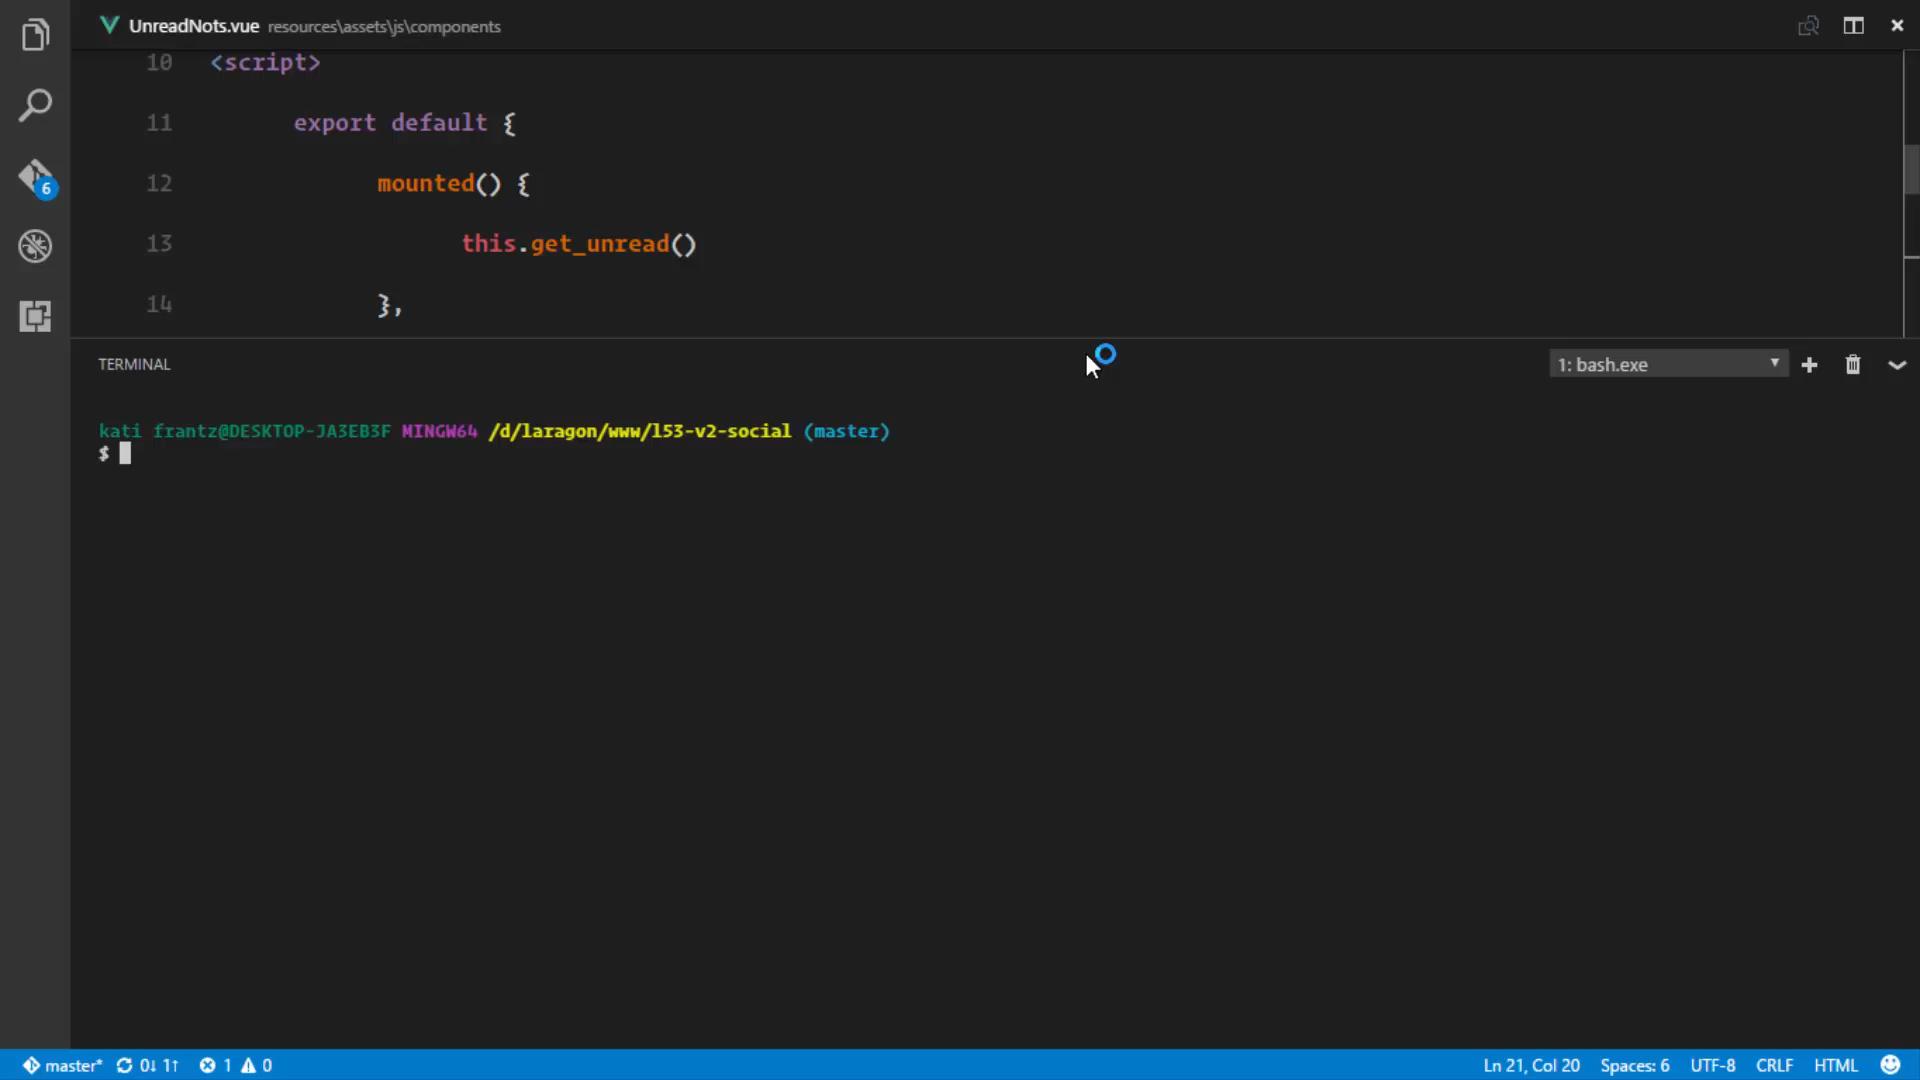 UnreadNots.vue resources\assets\js\components
10 <script>
11 export default {
12 mounted() {
13 this.get_unread()
14 },
TERMINAL
1: bash.exe
kati frantz@DESKTOP-JA3EB3F MINGW64 /d/laragon/www/l53-v2-social (master)
$
6
master* 0↓ 1↑ 1 0 Ln 21, Col 20 Spaces: 6 UTF-8 CRLF HTML